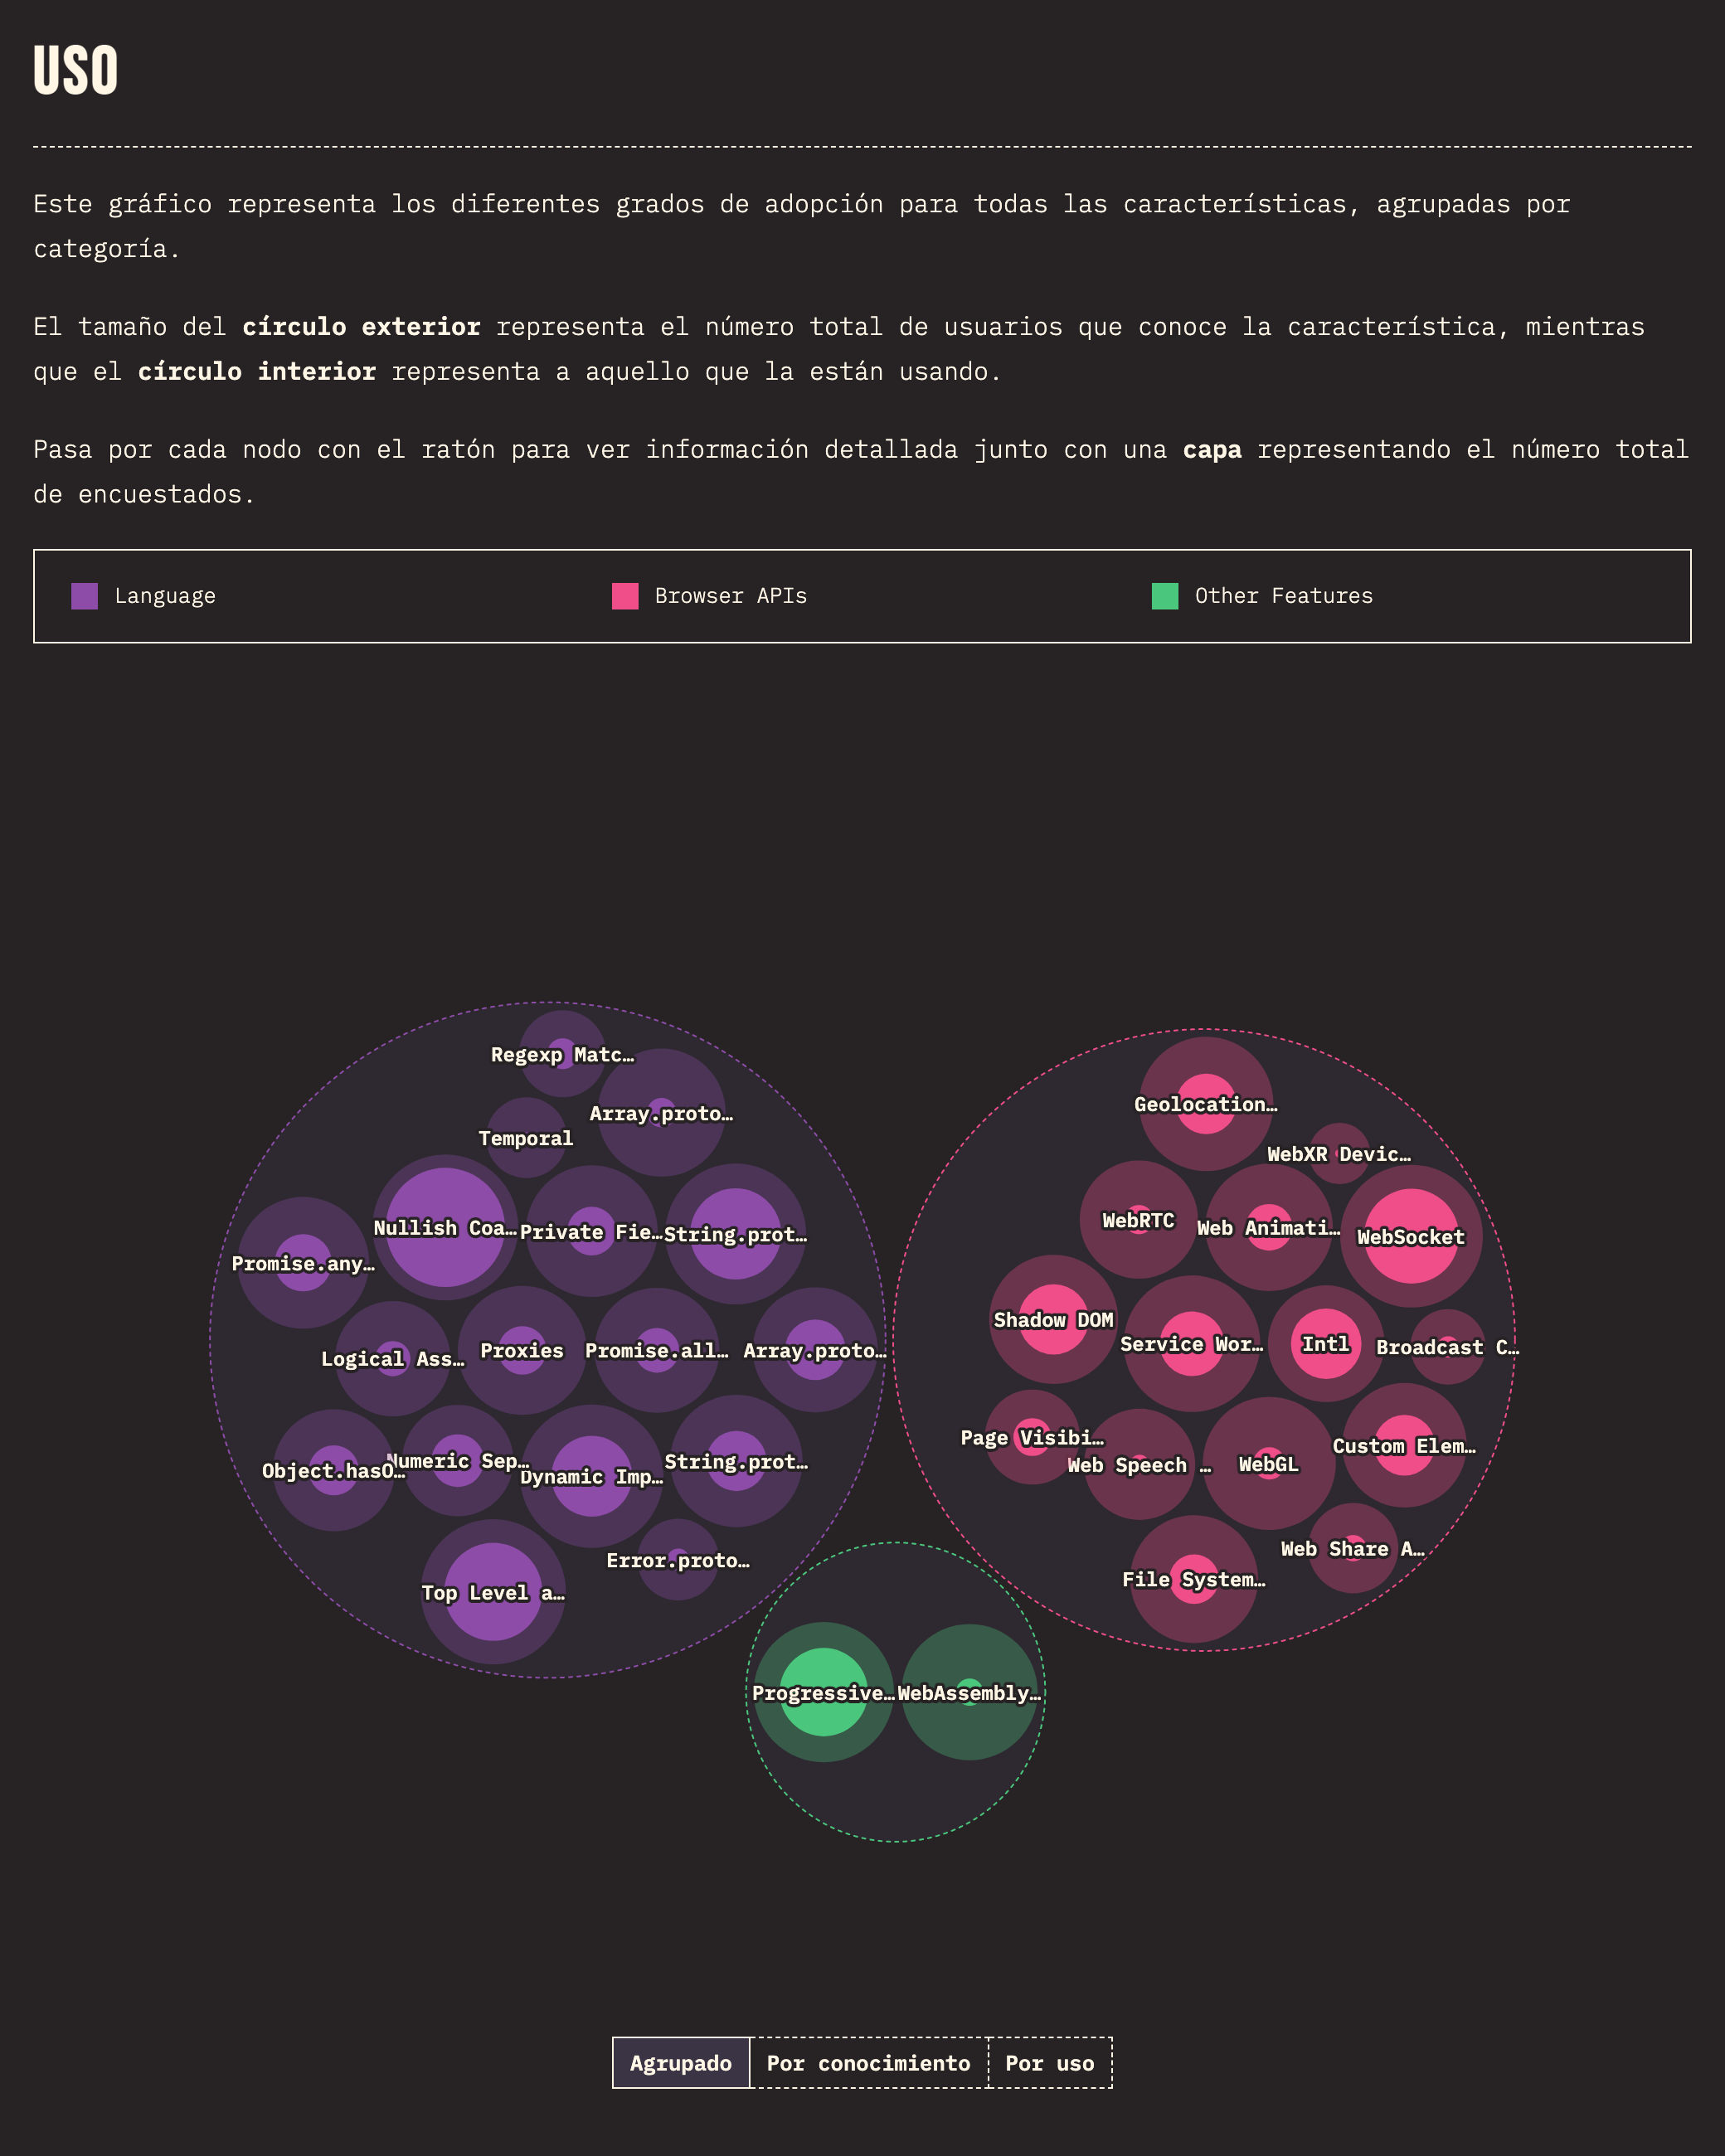 USO
Este gráfico representa los diferentes grados de adopción para todas las características, agrupadas por
categoría.
El tamaño del círculo exterior representa el número total de usuarios que conoce la característica, mientras
que el círculo interior representa a aquello que la están usando.
Pasa por cada nodo con el ratón para ver información detallada junto con una capa representando el número total
de encuestados.
Language
Browser APIs
Other Features
Regexp Matc…
Array.proto…
Temporal
Nullish Coa…
Private Fie…
String.prot…
Promise.any…
Logical Ass…
Proxies
Promise.all…
Array.proto…
Object.hasO…
Numeric Sep…
Dynamic Imp…
String.prot…
Error.proto…
Top Level a…
Geolocation…
WebXR Devic…
WebRTC
Web Animati…
WebSocket
Shadow DOM
Service Wor…
Intl
Broadcast C…
Page Visibi…
Web Speech …
WebGL
Custom Elem…
Web Share A…
File System…
Progressive…
WebAssembly…
Agrupado
Por conocimiento
Por uso